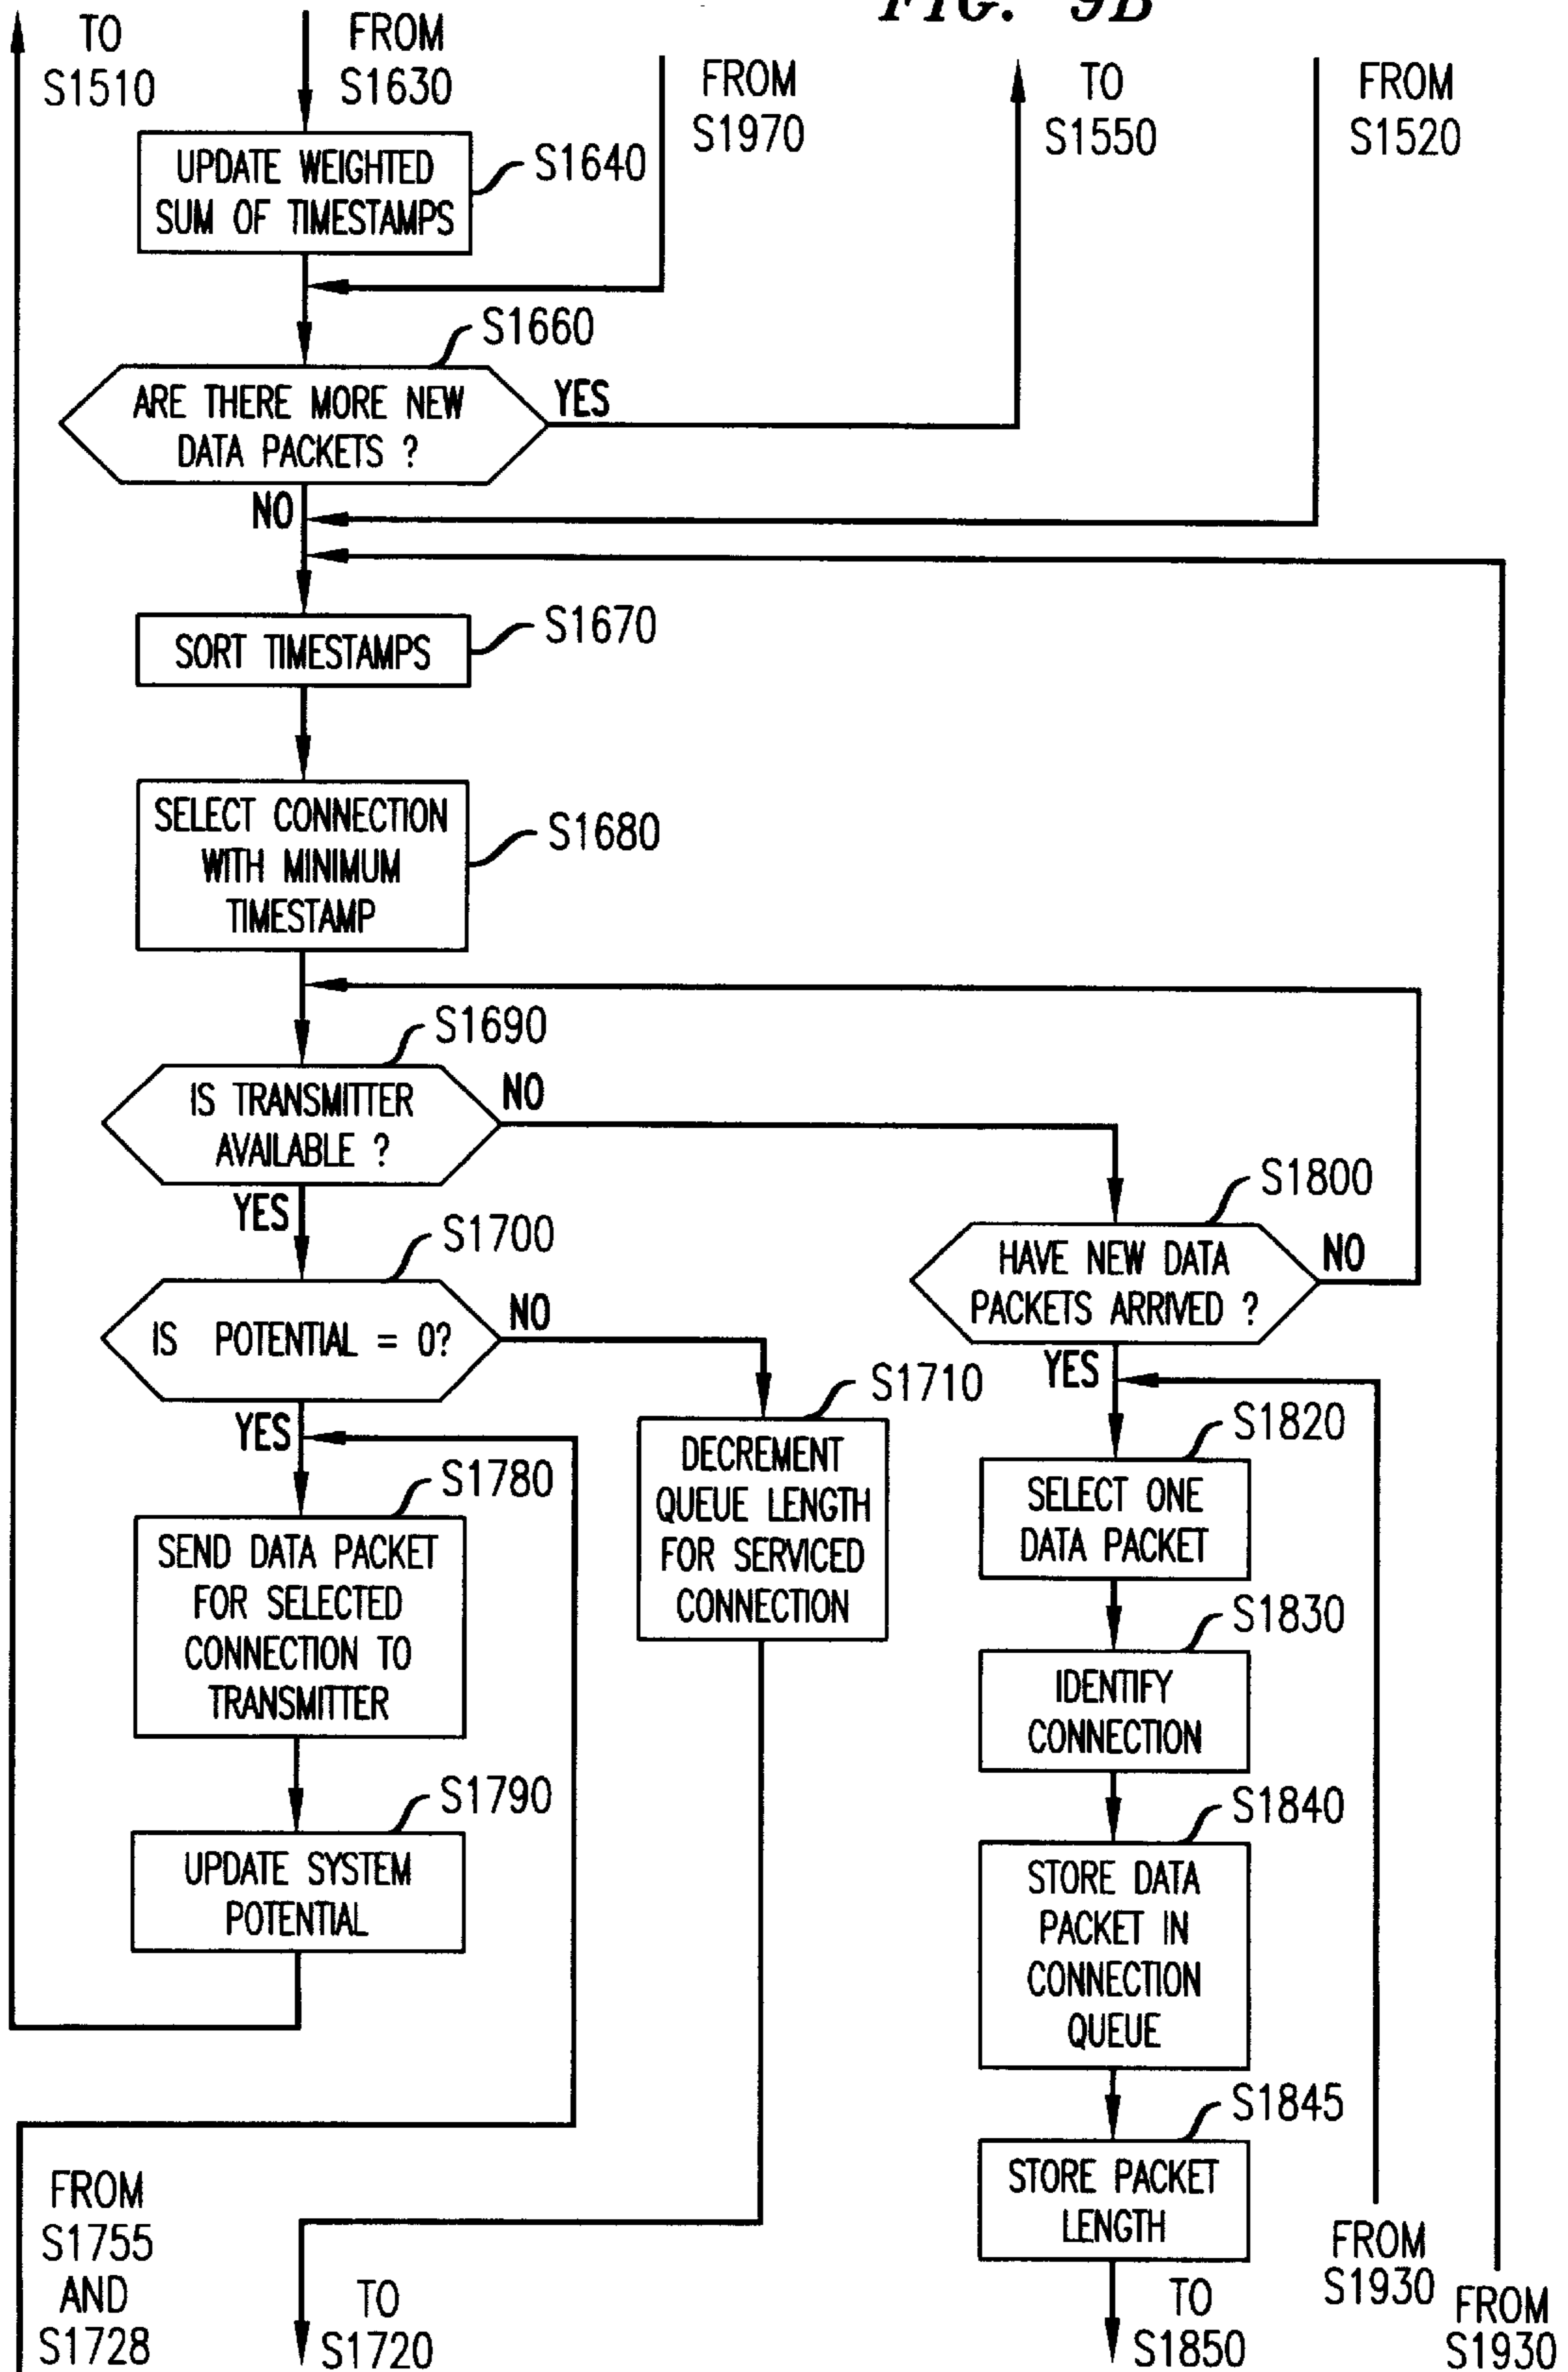 FIG. 9B
TO
S1510
FROM
S1630
FROM
S1970
TO
S1550
FROM
S1520
UPDATE WEIGHTED
SUM OF TIMESTAMPS
S1640
S1660
ARE THERE MORE NEW
DATA PACKETS ?
YES
NO
SORT TIMESTAMPS
S1670
SELECT CONNECTION
WITH MINIMUM
TIMESTAMP
S1680
S1690
IS TRANSMITTER
AVAILABLE ?
NO
YES
S1700
IS POTENTIAL = 0?
NO
YES
S1710
DECREMENT
QUEUE LENGTH
FOR SERVICED
CONNECTION
S1780
SEND DATA PACKET
FOR SELECTED
CONNECTION TO
TRANSMITTER
S1790
UPDATE SYSTEM
POTENTIAL
S1800
HAVE NEW DATA
PACKETS ARRIVED ?
NO
YES
S1820
SELECT ONE
DATA PACKET
S1830
IDENTIFY
CONNECTION
S1840
STORE DATA
PACKET IN
CONNECTION
QUEUE
S1845
STORE PACKET
LENGTH
FROM
S1755
AND
S1728
TO
S1720
TO
S1850
FROM
S1930
FROM
S1930